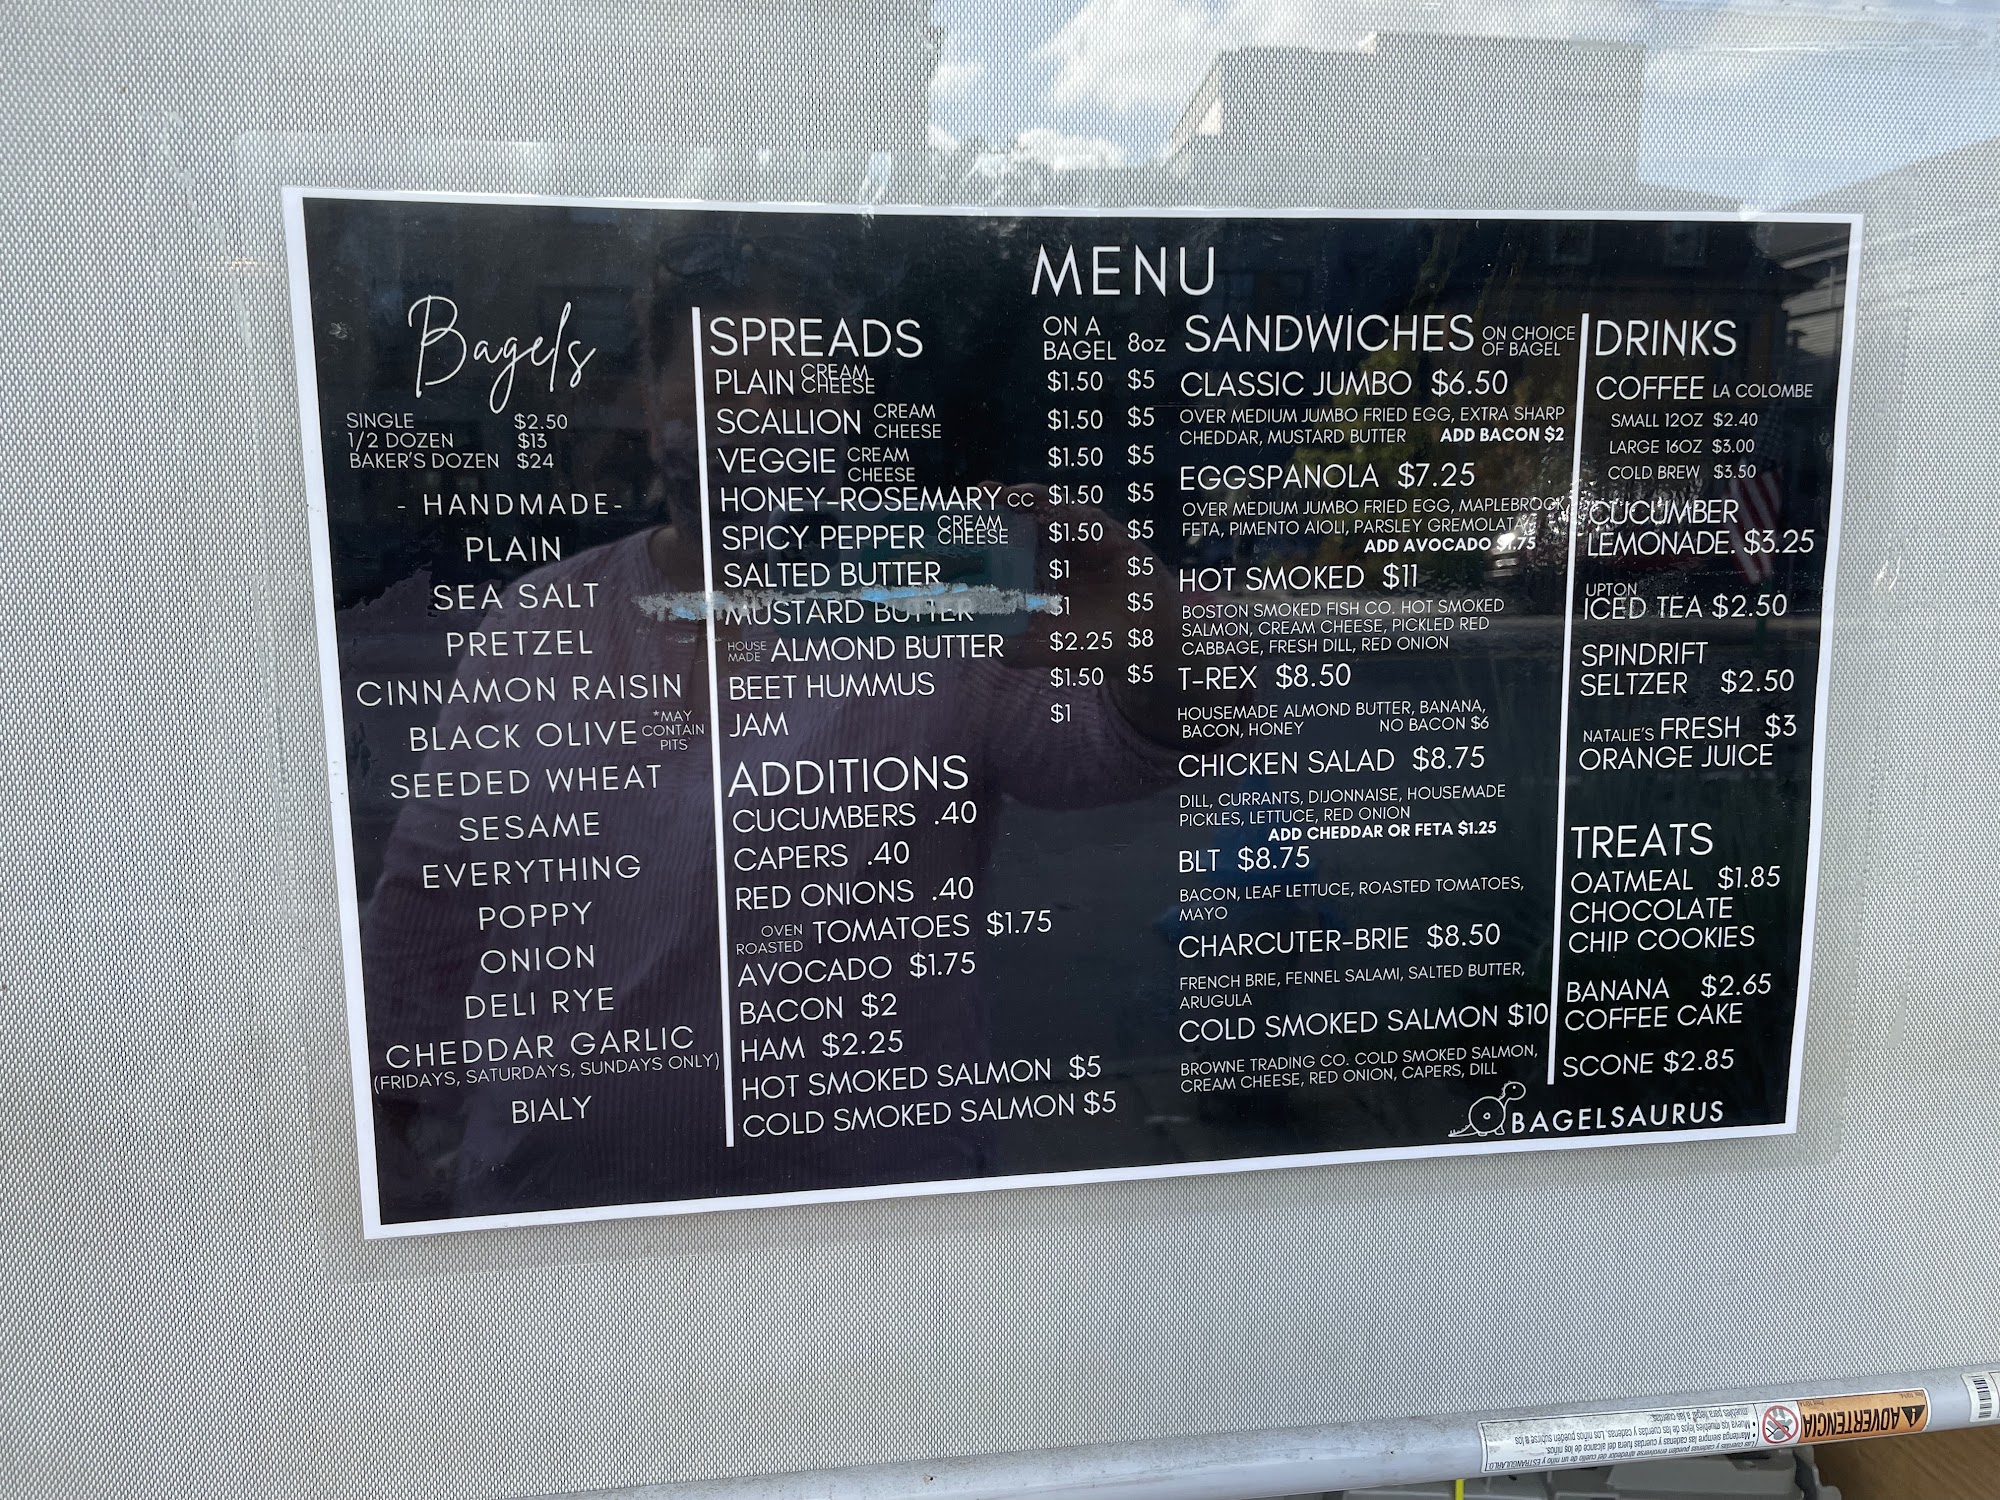 MENU
Bagels
SINGLE $2.50
1/2 DOZEN $13
BAKER'S DOZEN $24
- HANDMADE-
PLAIN
SEA SALT
PRETZEL
CINNAMON RAISIN
BLACK OLIVE *MAY CONTAIN PITS
SEEDED WHEAT
SESAME
EVERYTHING
POPPY
ONION
DELI RYE
CHEDDAR GARLIC
(FRIDAYS, SATURDAYS, SUNDAYS ONLY)
BIALY
SPREADS ON A BAGEL 8oz
PLAIN CREAM CHEESE $1.50 $5
SCALLION CREAM CHEESE $1.50 $5
VEGGIE CREAM CHEESE $1.50 $5
HONEY-ROSEMARY CC $1.50 $5
SPICY PEPPER CREAM CHEESE $1.50 $5
SALTED BUTTER $1 $5
MUSTARD BUTTER $1 $5
HOUSE MADE ALMOND BUTTER $2.25 $8
BEET HUMMUS $1.50 $5
JAM $1
ADDITIONS
CUCUMBERS .40
CAPERS .40
RED ONIONS .40
OVEN ROASTED TOMATOES $1.75
AVOCADO $1.75
BACON $2
HAM $2.25
HOT SMOKED SALMON $5
COLD SMOKED SALMON $5
SANDWICHES ON CHOICE OF BAGEL
CLASSIC JUMBO $6.50
OVER MEDIUM JUMBO FRIED EGG, EXTRA SHARP
CHEDDAR, MUSTARD BUTTER ADD BACON $2
EGGSPANOLA $7.25
OVER MEDIUM JUMBO FRIED EGG, MAPLEBROOK
FETA, PIMENTO AIOLI, PARSLEY GREMOLATA
ADD AVOCADO $1.75
HOT SMOKED $11
BOSTON SMOKED FISH CO. HOT SMOKED
SALMON, CREAM CHEESE, PICKLED RED
CABBAGE, FRESH DILL, RED ONION
T-REX $8.50
HOUSEMADE ALMOND BUTTER, BANANA,
BACON, HONEY NO BACON $6
CHICKEN SALAD $8.75
DILL, CURRANTS, DIJONNAISE, HOUSEMADE
PICKLES, LETTUCE, RED ONION
ADD CHEDDAR OR FETA $1.25
BLT $8.75
BACON, LEAF LETTUCE, ROASTED TOMATOES,
MAYO
CHARCUTER-BRIE $8.50
FRENCH BRIE, FENNEL SALAMI, SALTED BUTTER,
ARUGULA
COLD SMOKED SALMON $10
BROWNE TRADING CO. COLD SMOKED SALMON,
CREAM CHEESE, RED ONION, CAPERS, DILL
DRINKS
COFFEE LA COLOMBE
SMALL 12OZ $2.40
LARGE 16OZ $3.00
COLD BREW $3.50
CUCUMBER
LEMONADE. $3.25
UPTON
ICED TEA $2.50
SPINDRIFT
SELTZER $2.50
NATALIE'S FRESH $3
ORANGE JUICE
TREATS
OATMEAL $1.85
CHOCOLATE
CHIP COOKIES
BANANA $2.65
COFFEE CAKE
SCONE $2.85
BAGELSAURUS
ADVERTENCIA